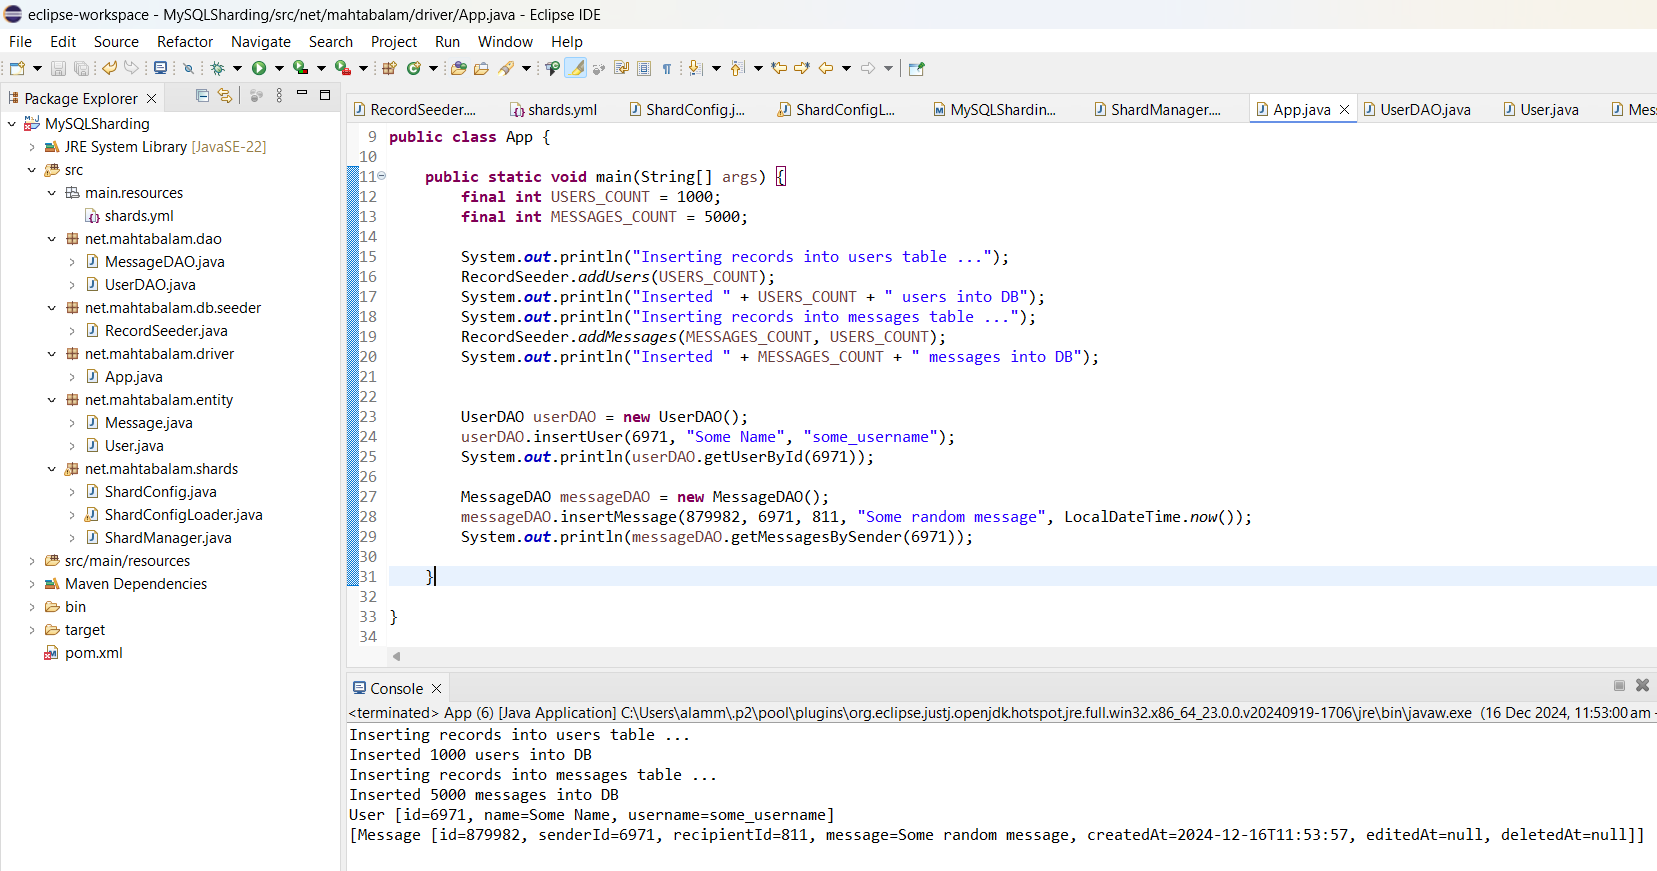 eclipse-workspace - MySQLSharding/src/net/mahtabalam/driver/App.java - Eclipse IDE
File Edit Source Refactor Navigate Search Project Run Window Help
Package Explorer
MySQLSharding
JRE System Library [JavaSE-22]
src
main.resources
shards.yml
net.mahtabalam.dao
MessageDAO.java
UserDAO.java
net.mahtabalam.db.seeder
RecordSeeder.java
net.mahtabalam.driver
App.java
net.mahtabalam.entity
Message.java
User.java
net.mahtabalam.shards
ShardConfig.java
ShardConfigLoader.java
ShardManager.java
src/main/resources
Maven Dependencies
bin
target
pom.xml
RecordSeeder.... shards.yml ShardConfig.j... ShardConfigL... MySQLShardin... ShardManager.... App.java UserDAO.java User.java Mes
9 public class App {
10
11 public static void main(String[] args) {
12 final int USERS_COUNT = 1000;
13 final int MESSAGES_COUNT = 5000;
14
15 System.out.println("Inserting records into users table ...");
16 RecordSeeder.addUsers(USERS_COUNT);
17 System.out.println("Inserted " + USERS_COUNT + " users into DB");
18 System.out.println("Inserting records into messages table ...");
19 RecordSeeder.addMessages(MESSAGES_COUNT, USERS_COUNT);
20 System.out.println("Inserted " + MESSAGES_COUNT + " messages into DB");
21
22
23 UserDAO userDAO = new UserDAO();
24 userDAO.insertUser(6971, "Some Name", "some_username");
25 System.out.println(userDAO.getUserById(6971));
26
27 MessageDAO messageDAO = new MessageDAO();
28 messageDAO.insertMessage(879982, 6971, 811, "Some random message", LocalDateTime.now());
29 System.out.println(messageDAO.getMessagesBySender(6971));
30
31 }
32
33 }
34
Console
<terminated> App (6) [Java Application] C:\Users\alamm\.p2\pool\plugins\org.eclipse.justj.openjdk.hotspot.jre.full.win32.x86_64_23.0.0.v20240919-1706\jre\bin\javaw.exe (16 Dec 2024, 11:53:00 am -
Inserting records into users table ...
Inserted 1000 users into DB
Inserting records into messages table ...
Inserted 5000 messages into DB
User [id=6971, name=Some Name, username=some_username]
[Message [id=879982, senderId=6971, recipientId=811, message=Some random message, createdAt=2024-12-16T11:53:57, editedAt=null, deletedAt=null]]